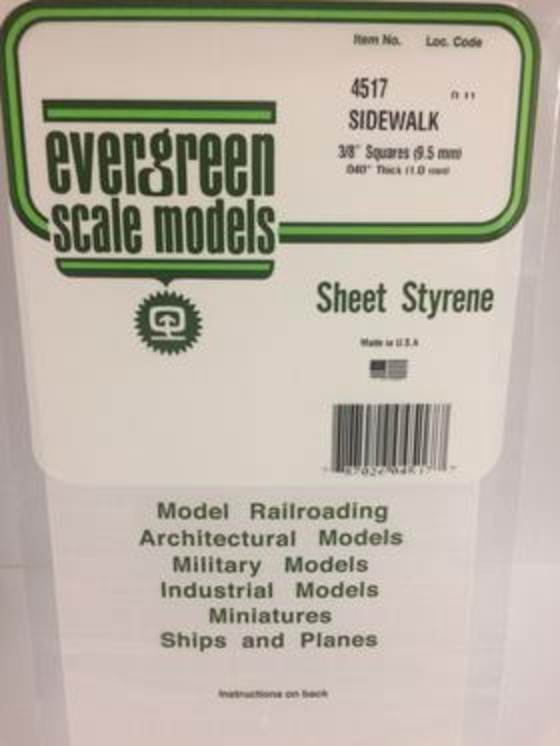 Item No. Loc. Code
4517
SIDEWALK
3/8" Squares (9.5 mm)
.040" Thick (1.0 mm)
evergreen
scale models
Sheet Styrene
Made in U.S.A
Model Railroading
Architectural Models
Military Models
Industrial Models
Miniatures
Ships and Planes
Instructions on back